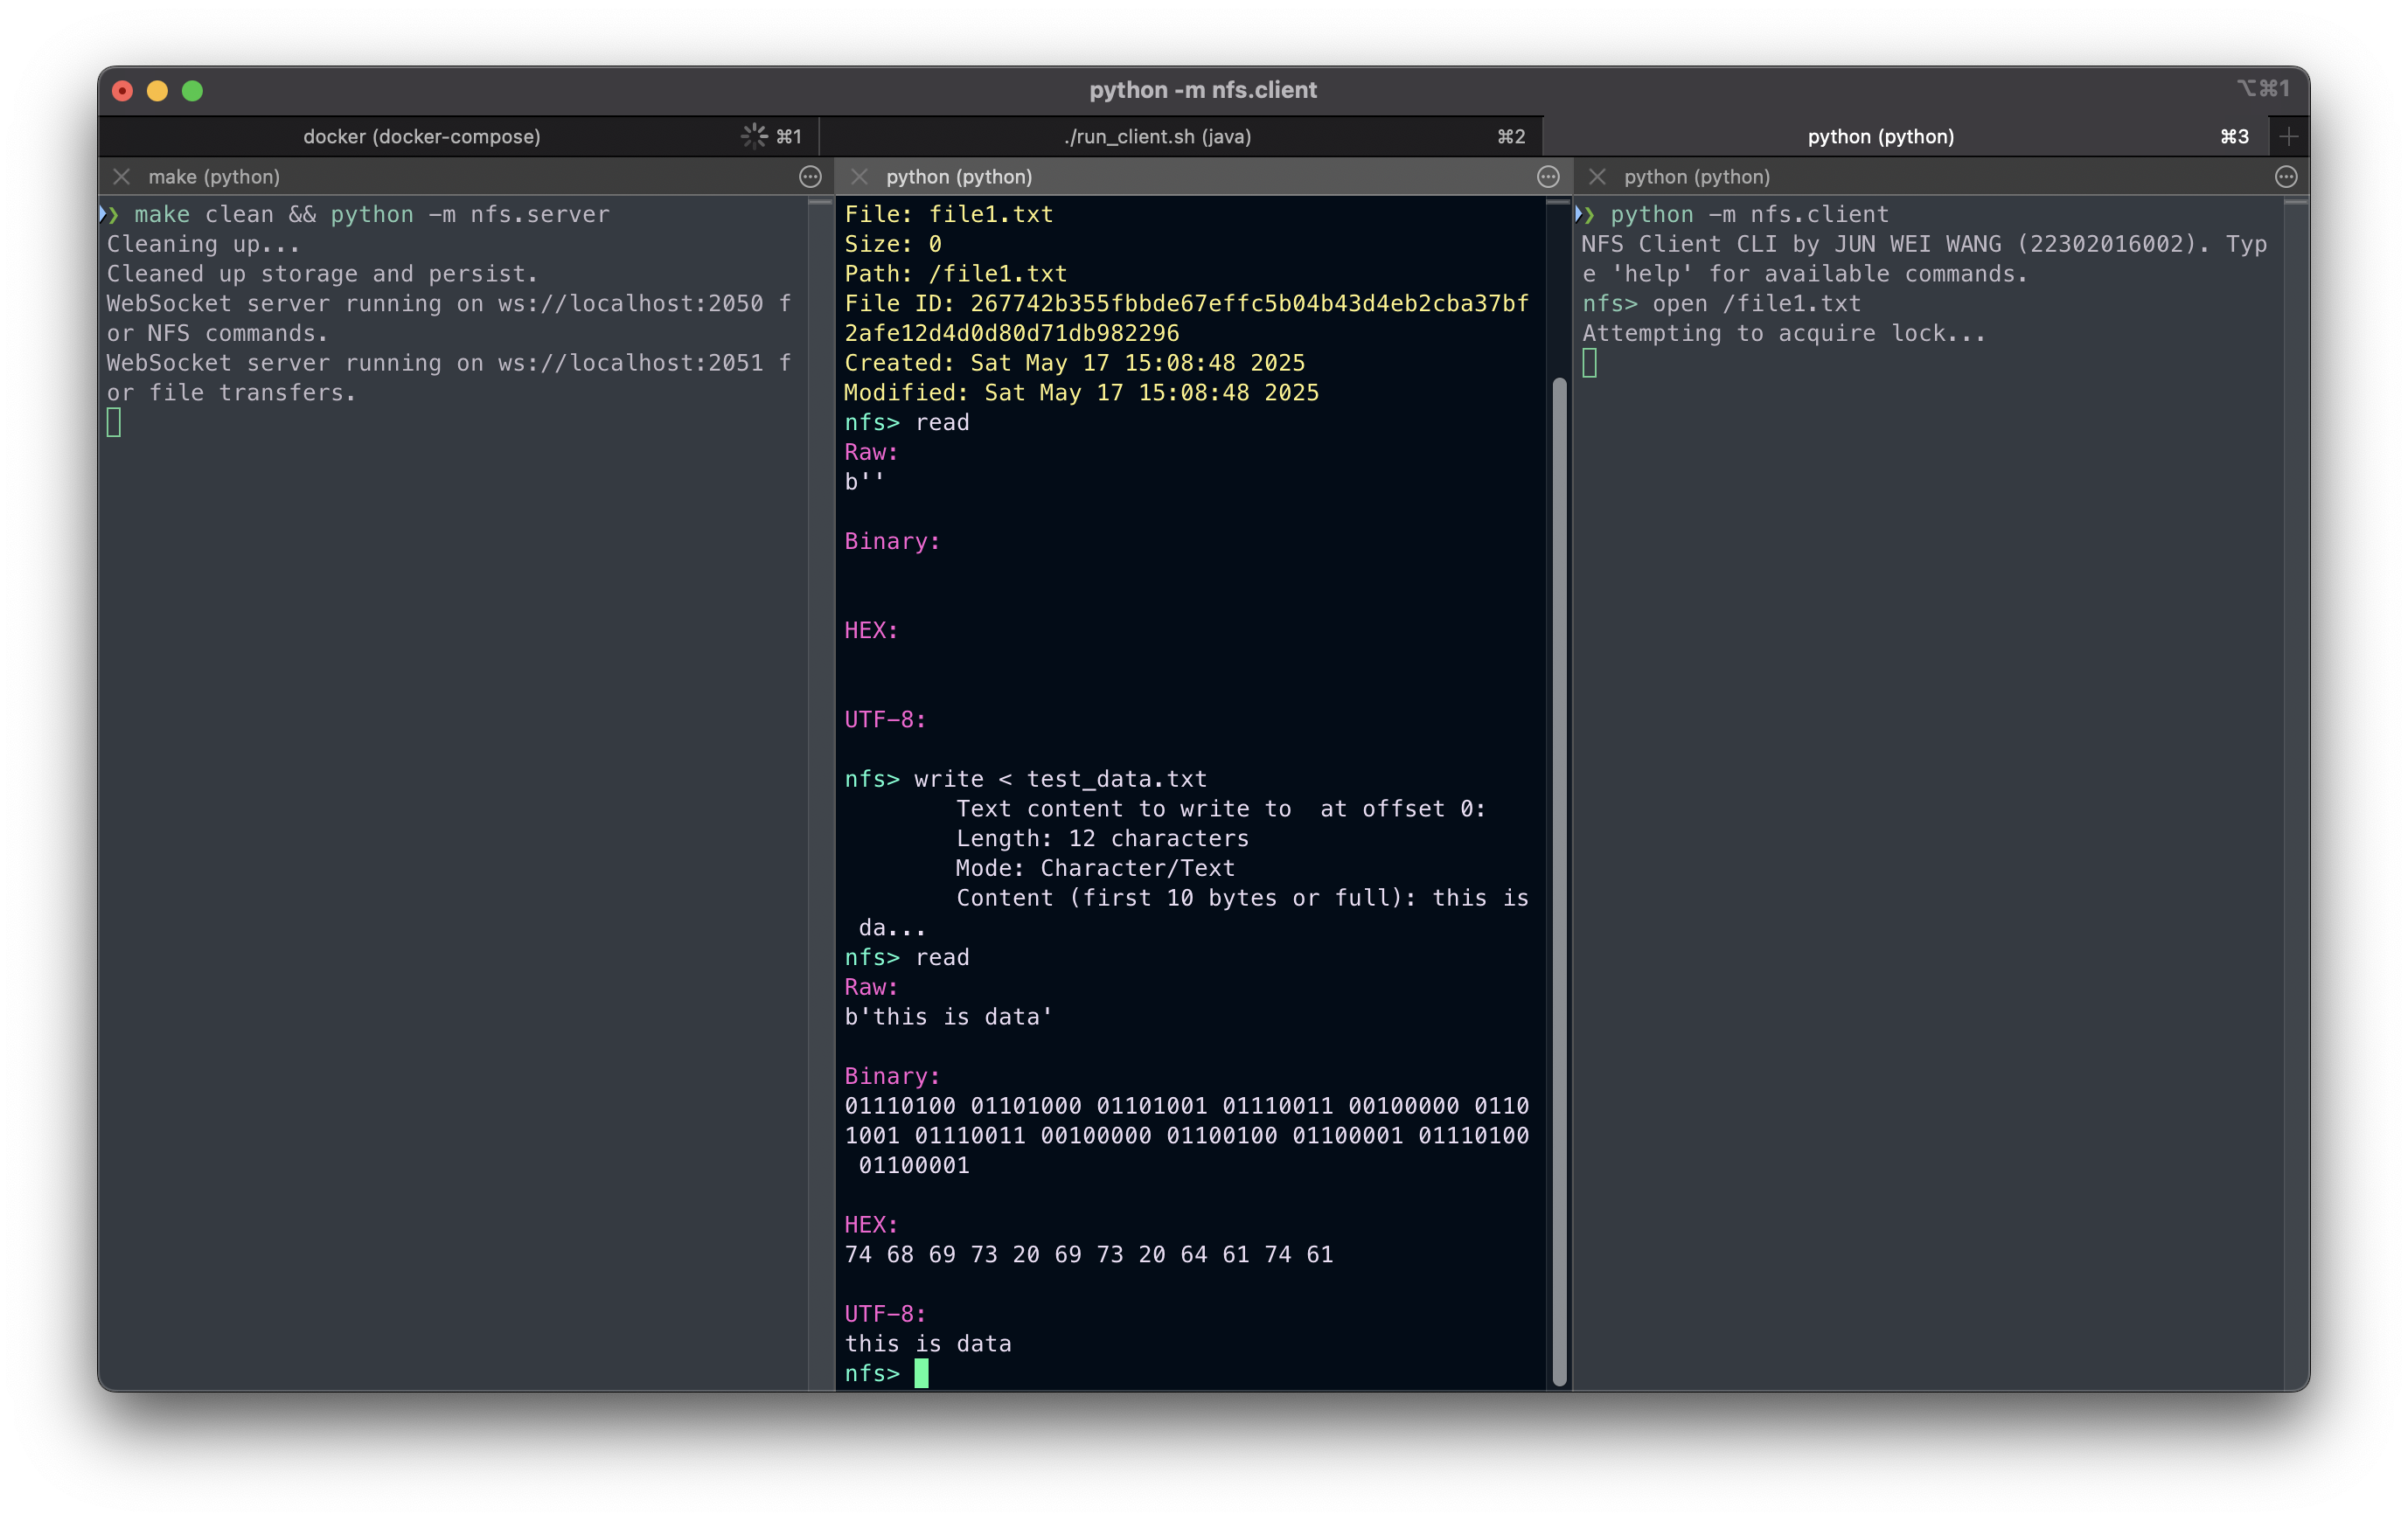 python -m nfs.client
⌥⌘1
docker (docker-compose) ⌘1
./run_client.sh (java) ⌘2
python (python) ⌘3
make (python)
❯ make clean && python -m nfs.server
Cleaning up...
Cleaned up storage and persist.
WebSocket server running on ws://localhost:2050 f
or NFS commands.
WebSocket server running on ws://localhost:2051 f
or file transfers.
python (python)
File: file1.txt
Size: 0
Path: /file1.txt
File ID: 267742b355fbbde67effc5b04b43d4eb2cba37bf
2afe12d4d0d80d71db982296
Created: Sat May 17 15:08:48 2025
Modified: Sat May 17 15:08:48 2025
nfs> read
Raw:
b''
Binary:
HEX:
UTF-8:
nfs> write < test_data.txt
Text content to write to  at offset 0:
Length: 12 characters
Mode: Character/Text
Content (first 10 bytes or full): this is
da...
nfs> read
Raw:
b'this is data'
Binary:
01110100 01101000 01101001 01110011 00100000 0110
1001 01110011 00100000 01100100 01100001 01110100
01100001
HEX:
74 68 69 73 20 69 73 20 64 61 74 61
UTF-8:
this is data
nfs>
python (python)
❯ python -m nfs.client
NFS Client CLI by JUN WEI WANG (22302016002). Typ
e 'help' for available commands.
nfs> open /file1.txt
Attempting to acquire lock...